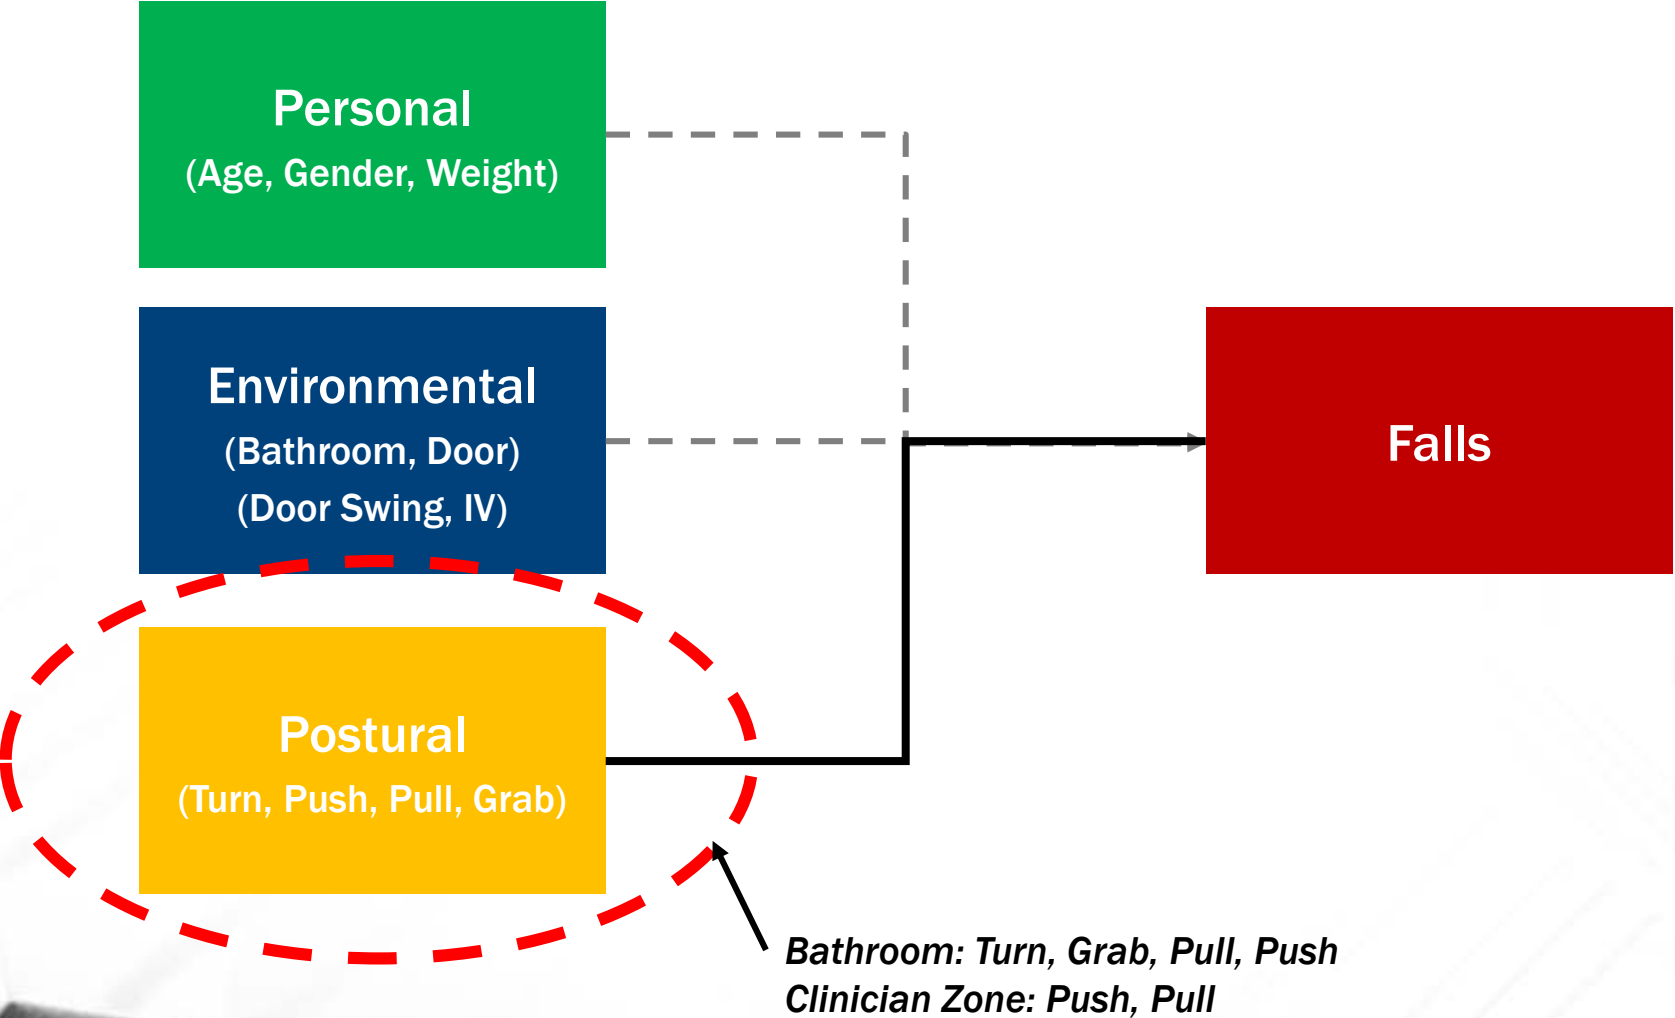 Personal
(Age, Gender, Weight)
Environmental
(Bathroom, Door)
(Door Swing, IV)
Falls
Postural
(Turn, Push, Pull, Grab)
Bathroom: Turn, Grab, Pull, Push
Clinician Zone: Push, Pull